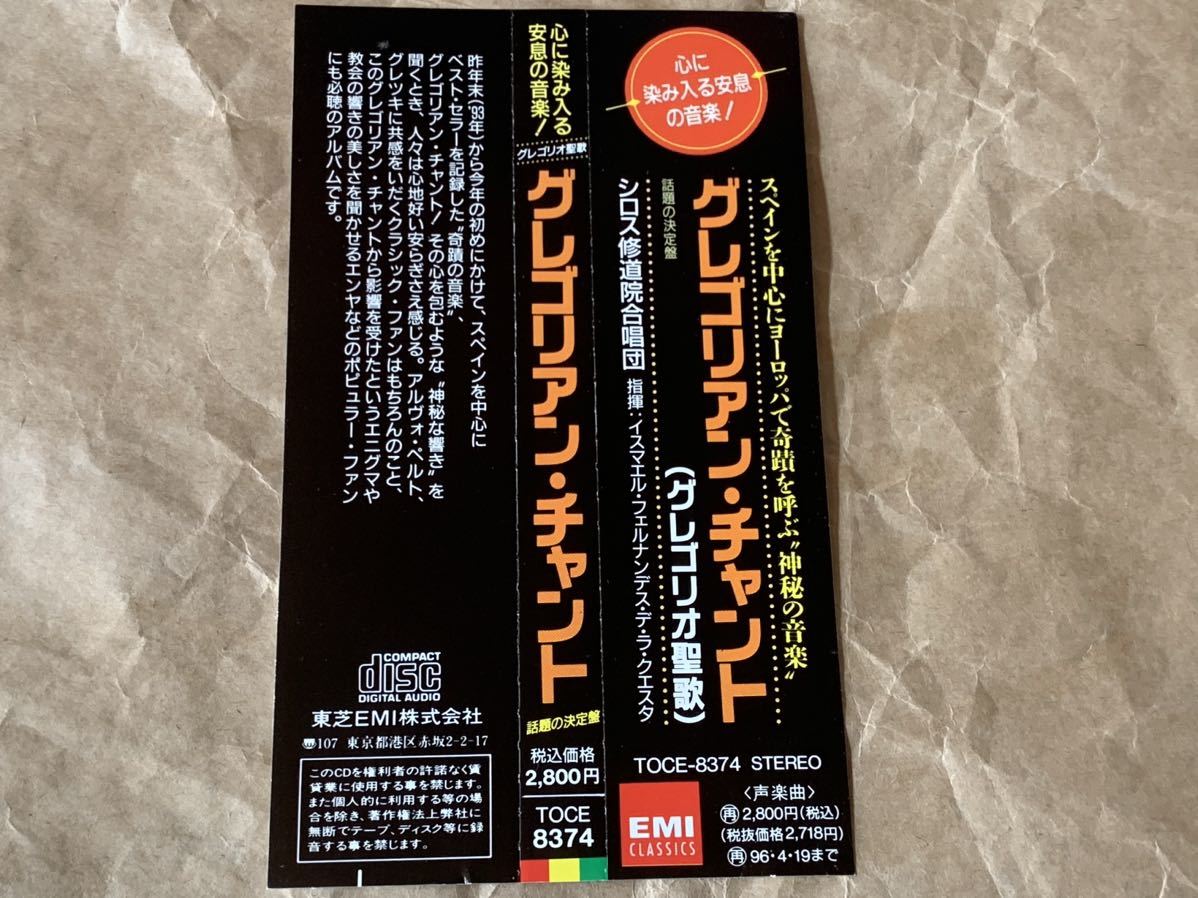 心に
染み入る安息
の音楽!
スペインを中心にヨーロッパで奇蹟を呼ぶ“神秘の音楽”
グレゴリアン・チャント
(グレゴリオ聖歌)
話題の決定盤
シロス修道院合唱団 指揮:イスマエル・フェルナンデス・デ・ラ・クエスタ
TOCE-8374 STEREO
EMI
CLASSICS
〈声楽曲〉
再2,800円(税込)
(税抜価格2,718円)
再96・4・19まで
心に染み入る
安息の音楽!
グレゴリオ聖歌
グレゴリアン・チャント
話題の決定盤
税込価格
2,800円
TOCE
8374
昨年末('93年)から今年の初めにかけて、スペインを中心に
ベスト・セラーを記録した“奇蹟の音楽”、
グレゴリアン・チャント! その心を包むような“神秘な響き”を
聞くとき、人々は心地好い安らぎさえ感じる。アルヴォ・ペルト、
グレツキに共感をいだくクラシック・ファンはもちろんのこと、
このグレゴリアン・チャントから影響を受けたというエニグマや
教会の響きの美しさを聞かせるエンヤなどのポピュラー・ファン
にも必聴のアルバムです。
COMPACT
disc
DIGITAL AUDIO
東芝EMI株式会社
〠107 東京都港区赤坂2-2-17
このCDを権利者の許諾なく賃
貸業に使用する事を禁じます。
また個人的に利用する等の場
合を除き、著作権法上弊社に
無断でテープ、ディスク等に録
音する事を禁じます。